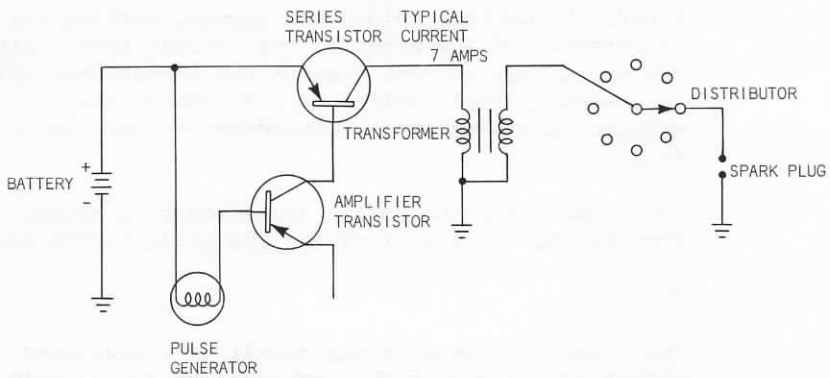 SERIES TRANSISTOR
TYPICAL CURRENT
7 AMPS
DISTRIBUTOR
TRANSFORMER
SPARK PLUG
+
BATTERY
-
AMPLIFIER
TRANSISTOR
PULSE
GENERATOR